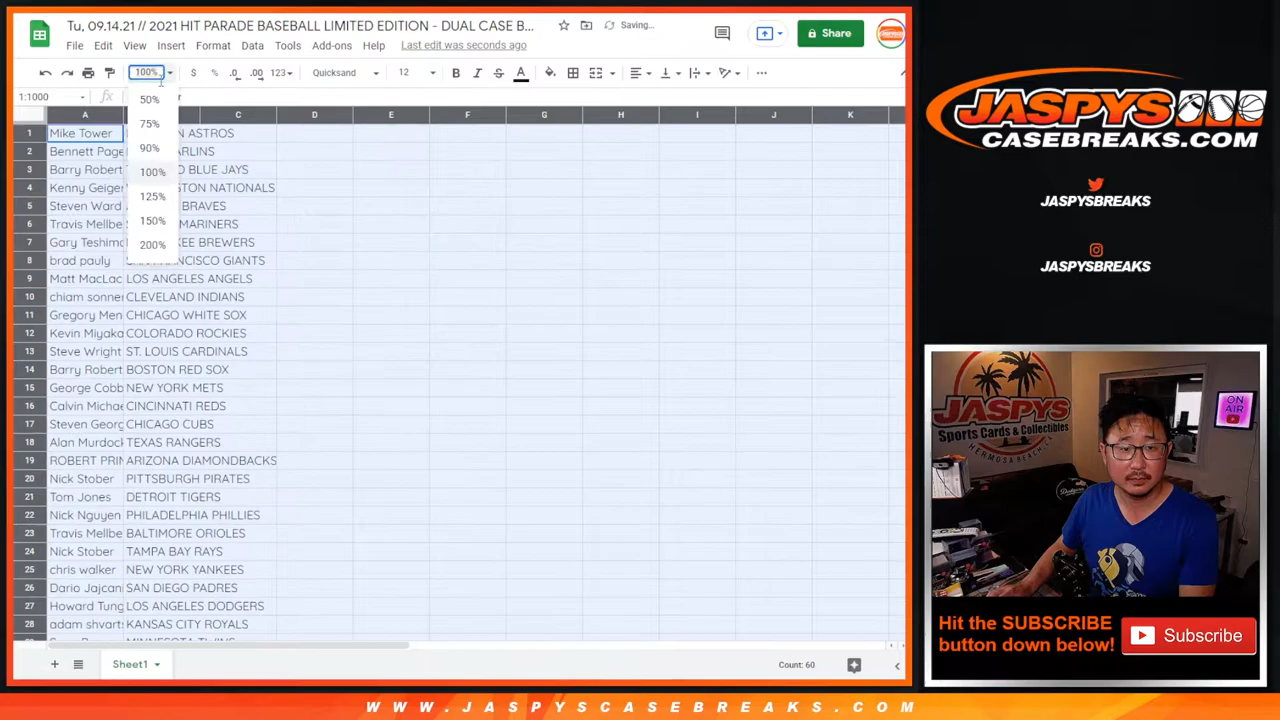 Tu, 09.14.21 // 2021 HIT PARADE BASEBALL LIMITED EDITION - DUAL CASE B...
Saving...
File Edit View Insert Format Data Tools Add-ons Help Last edit was seconds ago
Share
100% $ % .0 .00 123 Quicksand 12 B I S A
1:1000 fx r
50%
75%
90%
100%
125%
150%
200%
A B C D E F G H I J K
1 Mike Tower N ASTROS
2 Bennett Page ARLINS
3 Barry Robert O BLUE JAYS
4 Kenny Geiger STON NATIONALS
5 Steven Ward BRAVES
6 Travis Mellbe MARINERS
7 Gary Teshima KEE BREWERS
8 brad pauly CISCO GIANTS
9 Matt MacLac LOS ANGELES ANGELS
10 chiam sonner CLEVELAND INDIANS
11 Gregory Men CHICAGO WHITE SOX
12 Kevin Miyaka COLORADO ROCKIES
13 Steve Wright ST. LOUIS CARDINALS
14 Barry Robert BOSTON RED SOX
15 George Cobb NEW YORK METS
16 Calvin Michae CINCINNATI REDS
17 Steven Georg CHICAGO CUBS
18 Alan Murdock TEXAS RANGERS
19 ROBERT PRIN ARIZONA DIAMONDBACKS
20 Nick Stober PITTSBURGH PIRATES
21 Tom Jones DETROIT TIGERS
22 Nick Nguyen PHILADELPHIA PHILLIES
23 Travis Mellbe BALTIMORE ORIOLES
24 Nick Stober TAMPA BAY RAYS
25 chris walker NEW YORK YANKEES
26 Dario Jajcan SAN DIEGO PADRES
27 Howard Tung LOS ANGELES DODGERS
28 adam shvart KANSAS CITY ROYALS
MINNESOTA TWINS
Sheet1
Count: 60
JASPYS
CASEBREAKS.COM
JASPYSBREAKS
JASPYSBREAKS
JASPYS
Sports Cards & Collectibles
HERMOSA BEACH, CA
ON
AIR
Dodgers
Hit the SUBSCRIBE
button down below!
Subscribe
WWW.JASPYSCASEBREAKS.COM